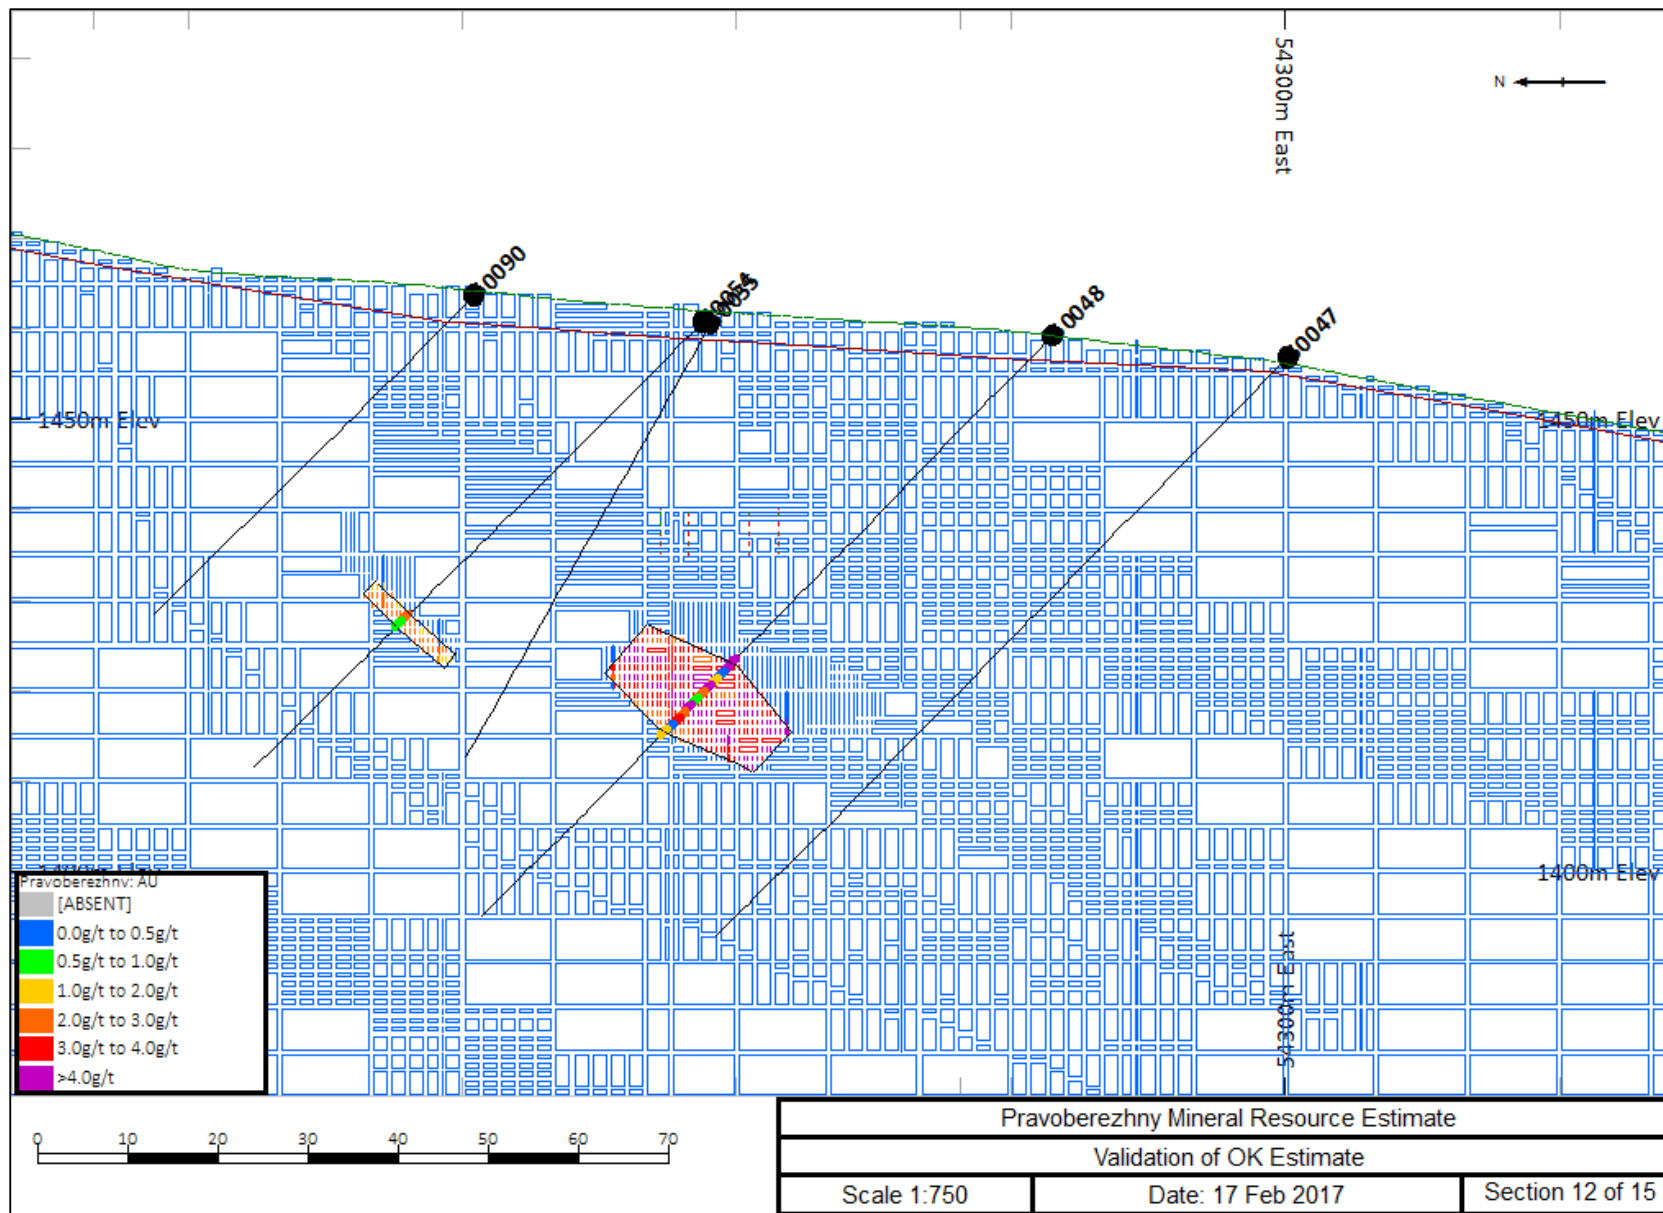 54300m East
N
0090
0054
0055
0048
0047
1450m Elev
1450m Elev
1400m Elev
54300m East
Pravoberezhny: AU
[ABSENT]
0.0g/t to 0.5g/t
0.5g/t to 1.0g/t
1.0g/t to 2.0g/t
2.0g/t to 3.0g/t
3.0g/t to 4.0g/t
>4.0g/t
0 10 20 30 40 50 60 70
Pravoberezhny Mineral Resource Estimate
Validation of OK Estimate
Scale 1:750
Date: 17 Feb 2017
Section 12 of 15